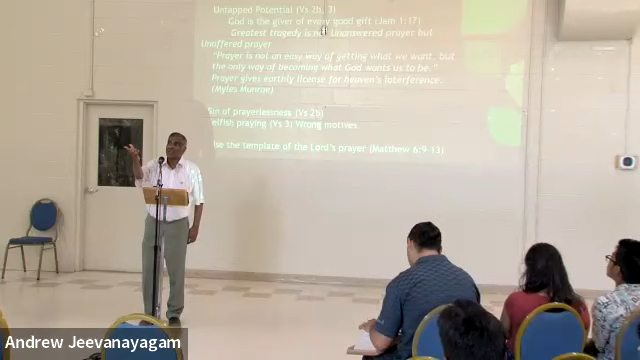 Untapped Potential (Vs 2b, 3)
God is the giver of every good gift (Jam 1:17)
Greatest tragedy is not Unanswered prayer but
Unoffered prayer
"Prayer is not an easy way of getting what we want, but
the only way of becoming what God wants us to be."
Prayer gives earthly license for heaven's interference.
(Myles Munroe)
Sin of prayerlessness (Vs 2b)
Selfish praying (Vs 3) Wrong motives
Use the template of the Lord's prayer (Matthew 6:9-13)
Andrew Jeevanayagam